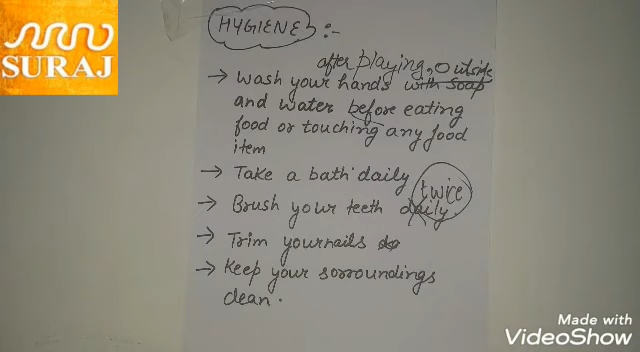 SURAJ
HYGIENE :-
after playing, Outside
→ Wash your hands with soap
and water before eating
food or touching any food
item
→ Take a bath daily
twice
→ Brush your teeth daily.
→ Trim your nails
→ Keep your sorroundings
clean.
Made with
VideoShow